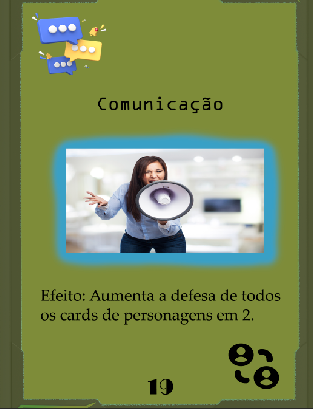 Comunicação
Efeito: Aumenta a defesa de todos
os cards de personagens em 2.
19